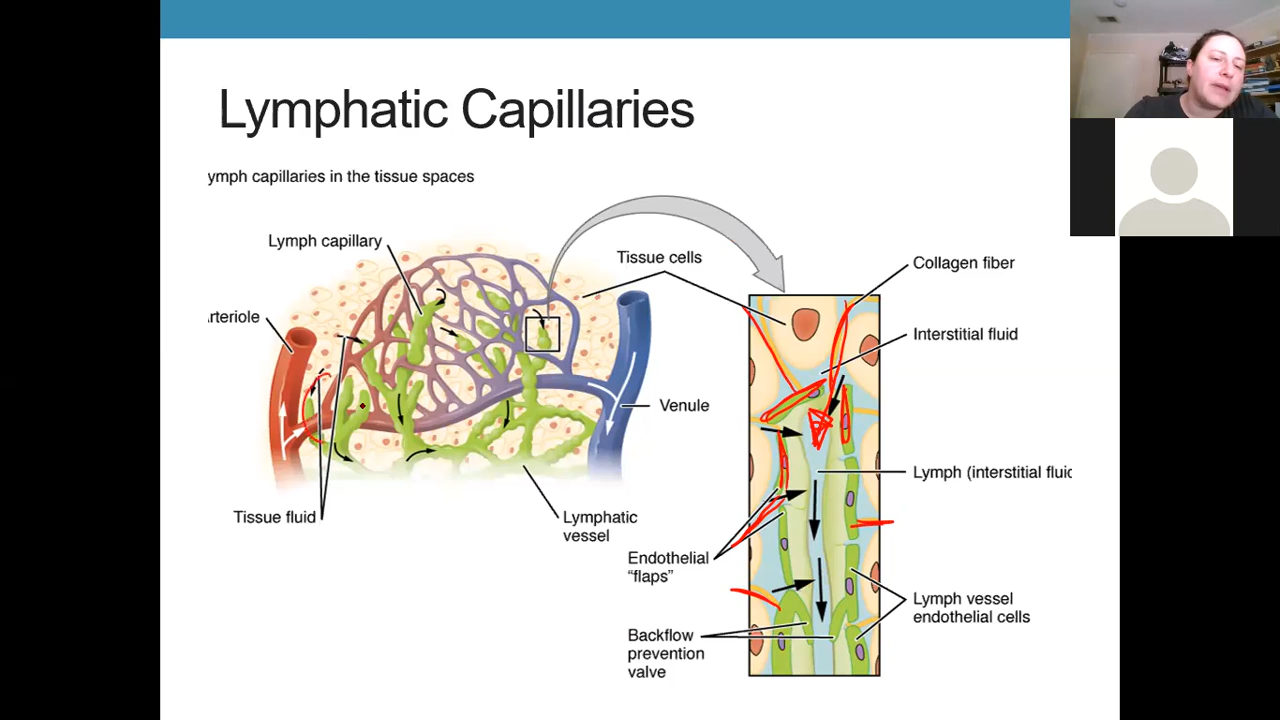 Lymphatic Capillaries
ymph capillaries in the tissue spaces
Lymph capillary
Tissue cells
Collagen fiber
rteriole
Interstitial fluid
Venule
Lymph (interstitial fluid
Tissue fluid
Lymphatic
vessel
Endothelial
"flaps"
Lymph vessel
endothelial cells
Backflow
prevention
valve